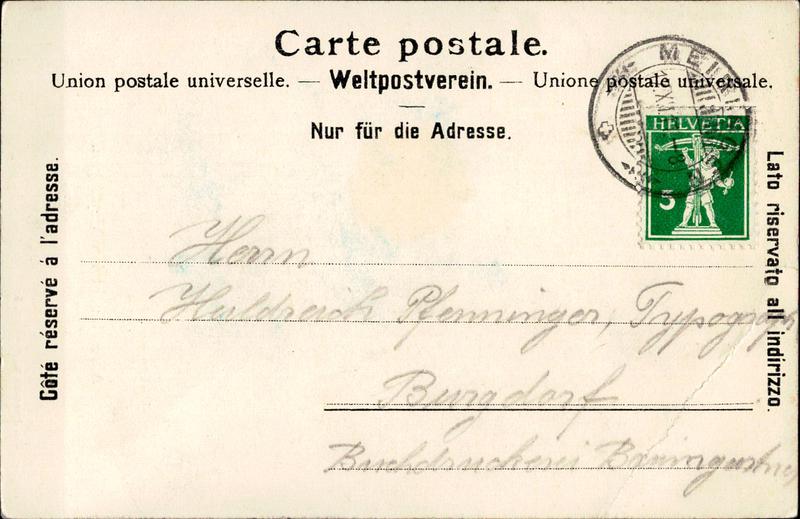 Carte postale.
Union postale universelle. — Weltpostverein. — Unione postale universale.
Nur für die Adresse.
Côté réservé á l'adresse.
HELVETIA
5
Lato riservato all indirizzo.
Herrn
Huldreich Pfenninger, Typograph
Burgdorf
Buchdruckerei